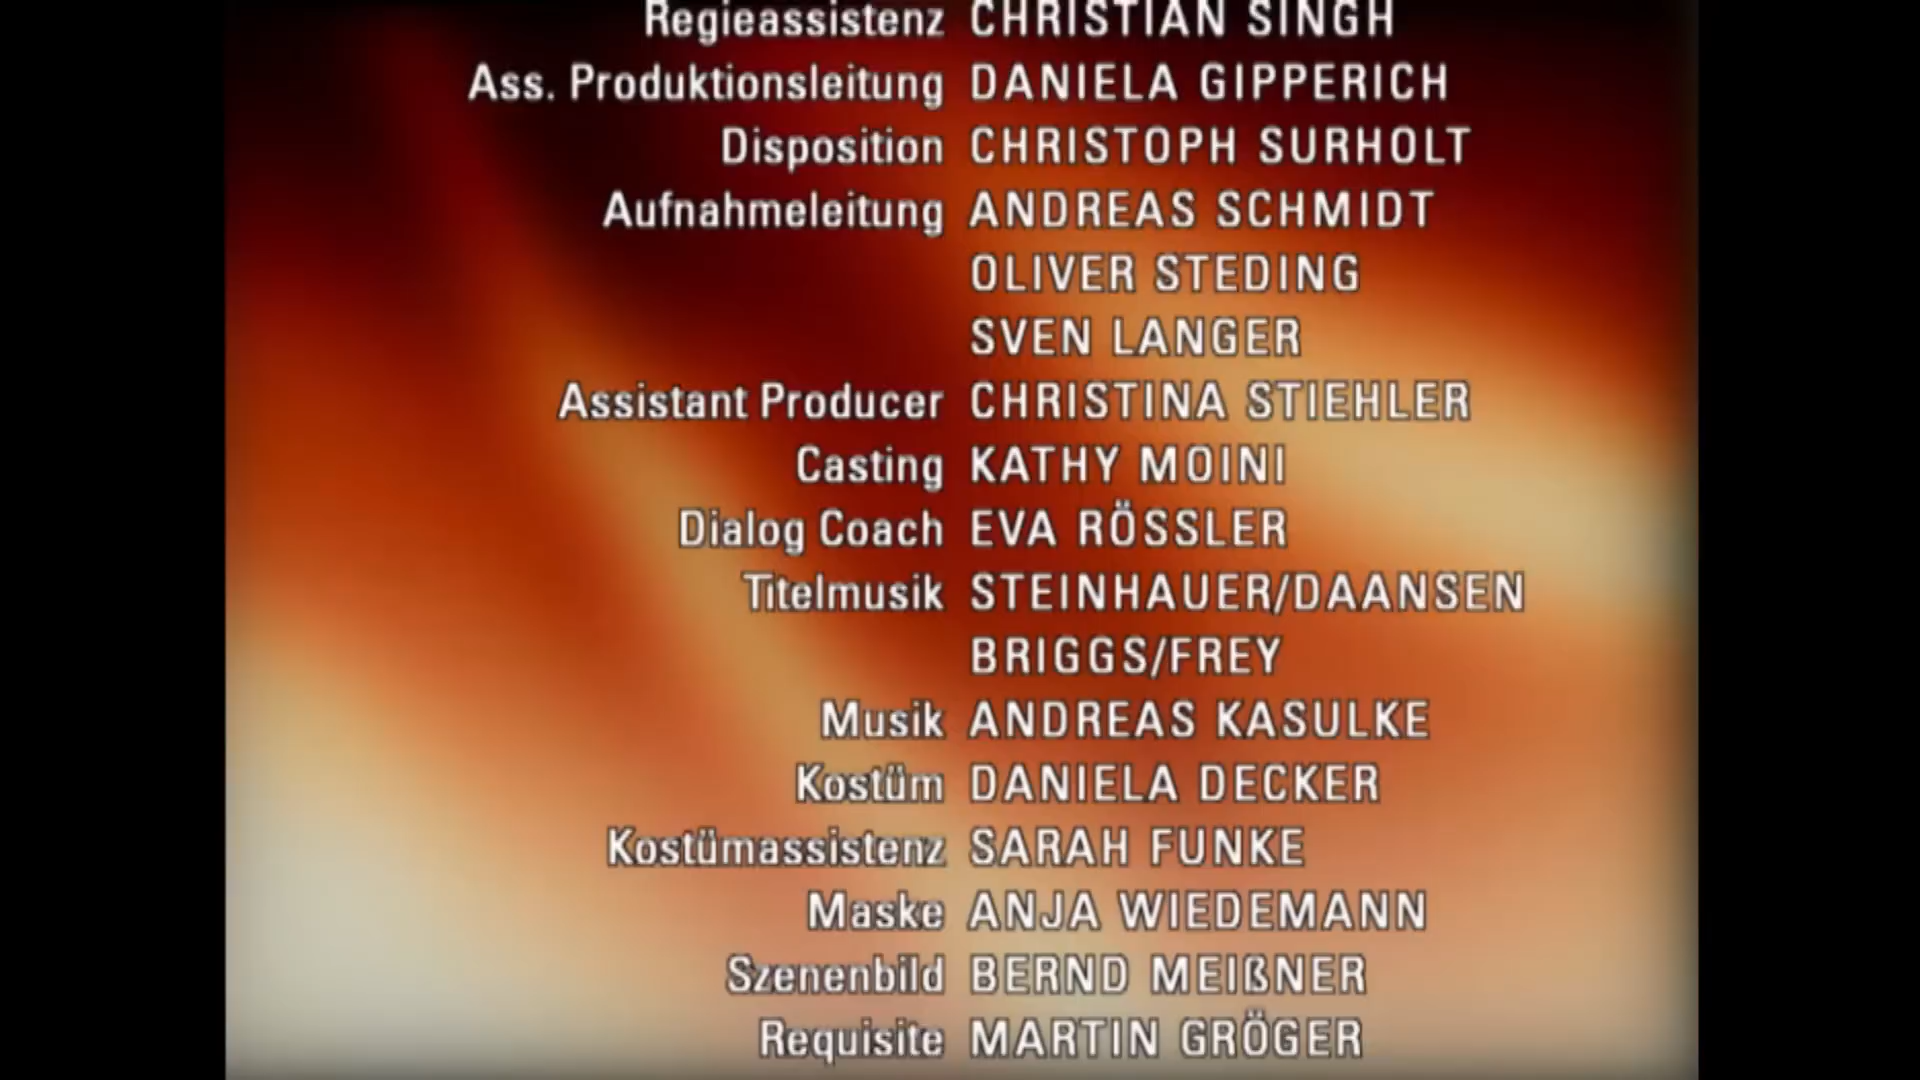 Regieassistenz CHRISTIAN SINGH
Ass. Produktionsleitung DANIELA GIPPERICH
Disposition CHRISTOPH SURHOLT
Aufnahmeleitung ANDREAS SCHMIDT
OLIVER STEDING
SVEN LANGER
Assistant Producer CHRISTINA STIEHLER
Casting KATHY MOINI
Dialog Coach EVA RÖSSLER
Titelmusik STEINHAUER/DAANSEN
BRIGGS/FREY
Musik ANDREAS KASULKE
Kostüm DANIELA DECKER
Kostümassistenz SARAH FUNKE
Maske ANJA WIEDEMANN
Szenenbild BERND MEIßNER
Requisite MARTIN GRÖGER